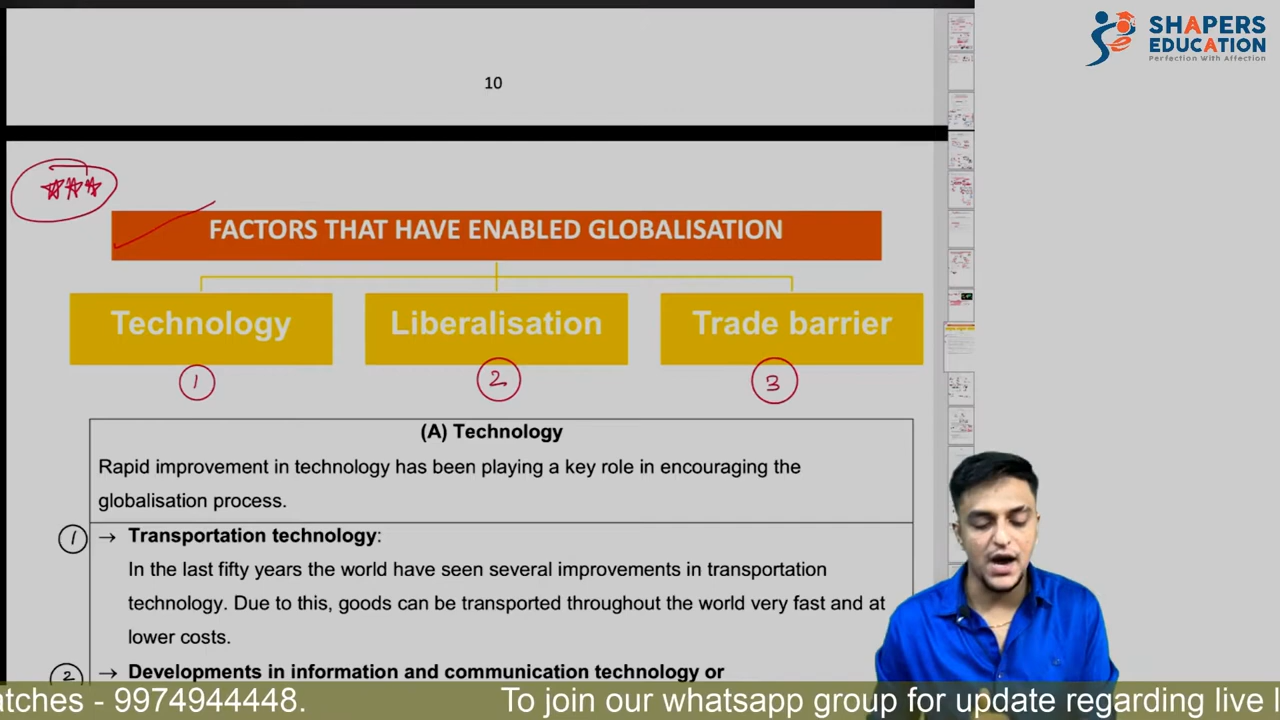 SHAPERS
EDUCATION
Perfection With Affection
10
FACTORS THAT HAVE ENABLED GLOBALISATION
Technology
Liberalisation
Trade barrier
1
2
3
(A) Technology
Rapid improvement in technology has been playing a key role in encouraging the
globalisation process.
1 → Transportation technology:
In the last fifty years the world have seen several improvements in transportation
technology. Due to this, goods can be transported throughout the world very fast and at
lower costs.
2 → Developments in information and communication technology or
atches - 9974944448. To join our whatsapp group for update regarding live l